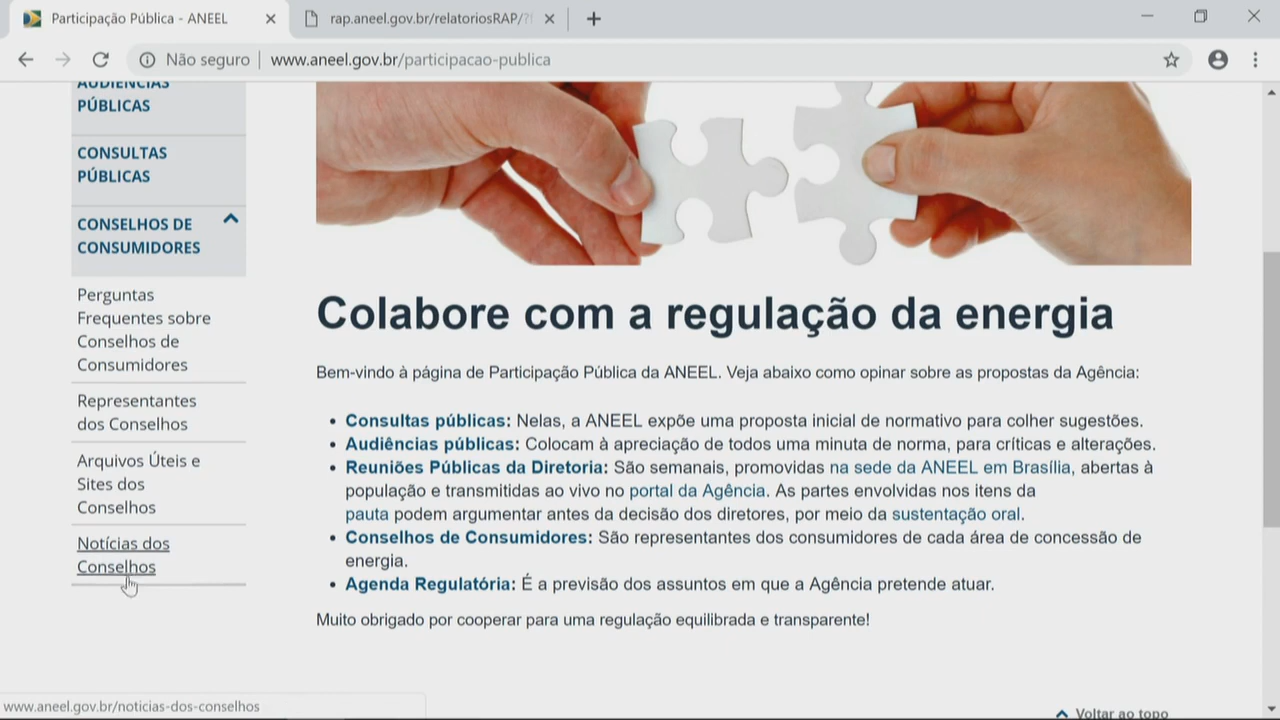 Participação Pública - ANEEL
rap.aneel.gov.br/relatoriosRAP/?
Não seguro
www.aneel.gov.br/participacao-publica
AUDIÊNCIAS
PÚBLICAS
CONSULTAS
PÚBLICAS
CONSELHOS DE
CONSUMIDORES
Perguntas
Frequentes sobre
Conselhos de
Consumidores
Representantes
dos Conselhos
Arquivos Úteis e
Sites dos
Conselhos
Notícias dos
Conselhos
Colabore com a regulação da energia
Bem-vindo à página de Participação Pública da ANEEL. Veja abaixo como opinar sobre as propostas da Agência:
• Consultas públicas: Nelas, a ANEEL expõe uma proposta inicial de normativo para colher sugestões.
• Audiências públicas: Colocam à apreciação de todos uma minuta de norma, para críticas e alterações.
• Reuniões Públicas da Diretoria: São semanais, promovidas na sede da ANEEL em Brasília, abertas à
população e transmitidas ao vivo no portal da Agência. As partes envolvidas nos itens da
pauta podem argumentar antes da decisão dos diretores, por meio da sustentação oral.
• Conselhos de Consumidores: São representantes dos consumidores de cada área de concessão de
energia.
• Agenda Regulatória: É a previsão dos assuntos em que a Agência pretende atuar.
Muito obrigado por cooperar para uma regulação equilibrada e transparente!
www.aneel.gov.br/noticias-dos-conselhos
Voltar ao topo